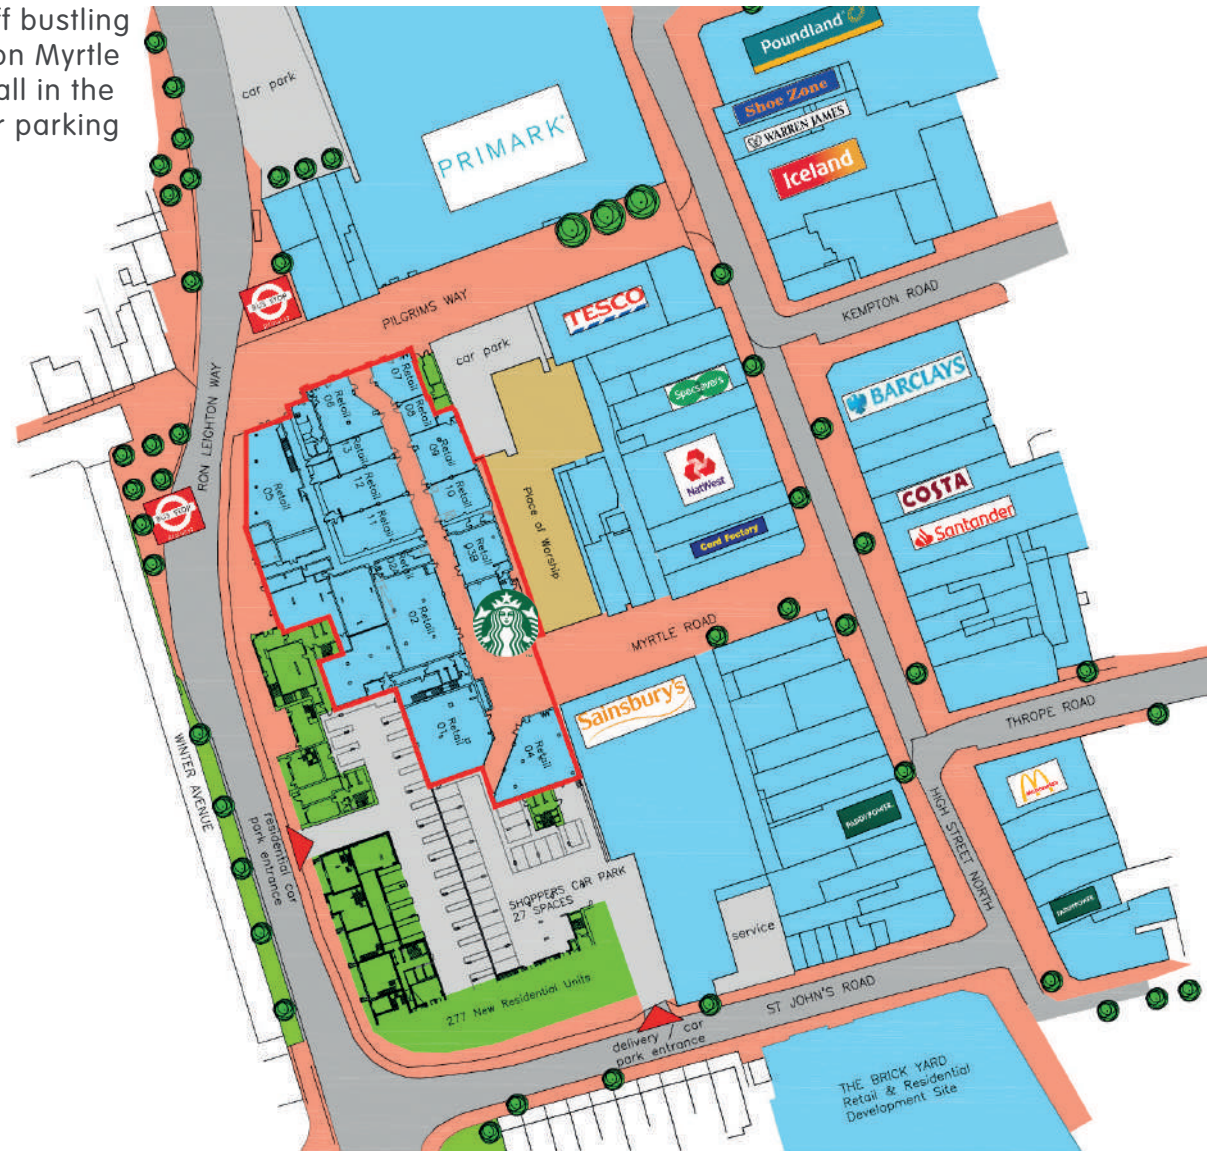 ff bustling
on Myrtle
all in the
r parking
car park
Poundland
Shoe Zone
WARREN JAMES
Iceland
PRIMARK
BUS STOP
PILGRIMS WAY
KEMPTON ROAD
TESCO
car park
Specsavers
BARCLAYS
RON LEIGHTON WAY
Retail
07
Retail
08
Retail
06
Retail
13
Retail
09
Retail
12
Retail
10
Retail
05
Retail
11
NatWest
COSTA
Santander
Card Factory
BUS STOP
Place of Worship
Retail
03B
Retail
02A
Retail
02
MYRTLE ROAD
Sainsbury's
THROPE ROAD
Retail
01
Retail
04
WINTER AVENUE
McDonald's
PADDYPOWER.
HIGH STREET NORTH
residential car
park entrance
SHOPPERS CAR PARK
27 SPACES
PADDYPOWER.
service
277 New Residential Units
ST JOHN'S ROAD
delivery / car
park entrance
THE BRICK YARD
Retail & Residential
Development Site